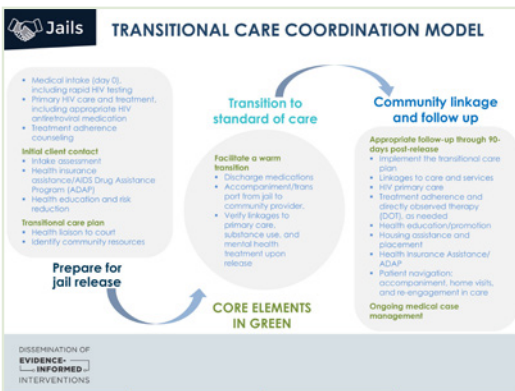 Jails
TRANSITIONAL CARE COORDINATION MODEL
• Medical intake (day 0),
including rapid HIV testing
• Primary HIV care and treatment,
including appropriate HIV
antiretroviral medication
• Treatment adherence
counseling
Initial client contact
• Intake assessment
• Health insurance
assistance/AIDS Drug Assistance
Program (ADAP)
• Health education and risk
reduction
Transitional care plan
• Health liaison to court
• Identify community resources
Prepare for
jail release
Transition to
standard of care
Facilitate a warm
transition
• Discharge medications
• Accompaniment/trans
port from jail to
community provider.
• Verify linkages to
primary care,
substance use, and
mental health
treatment upon
release
CORE ELEMENTS
IN GREEN
Community linkage
and follow up
Appropriate follow-up through 90-
days post-release
• Implement the transitional care
plan
• Linkages to care and services
• HIV primary care
• Treatment adherence and
directly observed therapy
(DOT), as needed
• Health education/promotion
• Housing assistance and
placement
• Health Insurance Assistance/
ADAP
• Patient navigation:
accompaniment, home visits,
and re-engagement in care
Ongoing medical case
management
DISSEMINATION OF
EVIDENCE-
INFORMED
INTERVENTIONS